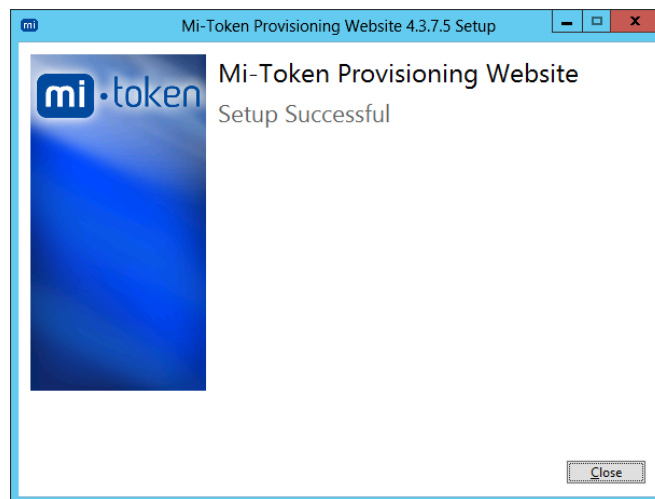 mi
Mi-Token Provisioning Website 4.3.7.5 Setup
mi·token
Mi-Token Provisioning Website
Setup Successful
Close